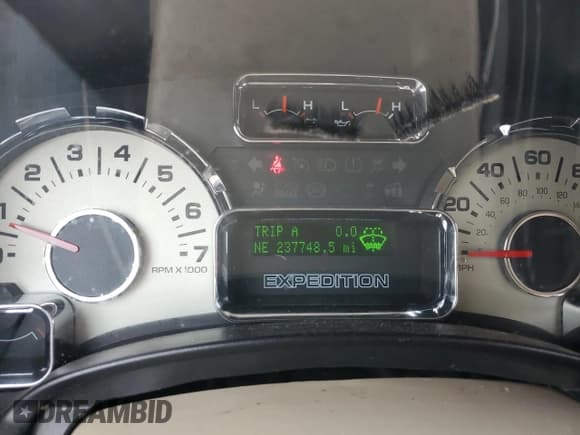 L H L H
1 2 3 4 5 6 7
RPM X 1000
TRIP A 0.0
NE 237748.5 mi
EXPEDITION
20 40 60
MPH
DREAMBID